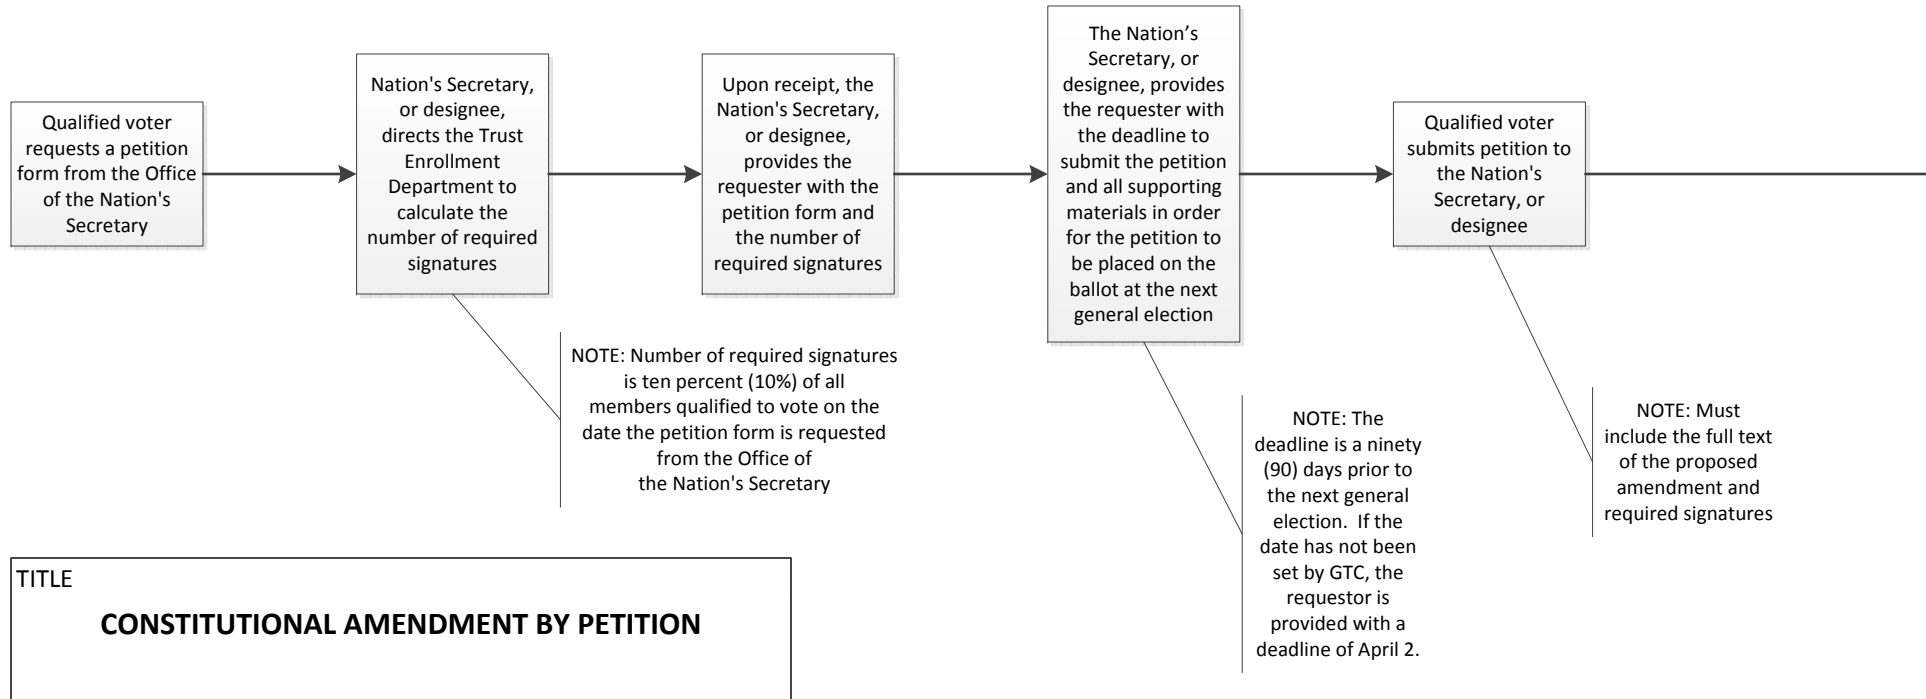 Qualified voter
requests a petition
form from the Office
of the Nation's
Secretary
Nation's Secretary,
or designee,
directs the Trust
Enrollment
Department to
calculate the
number of required
signatures
Upon receipt, the
Nation's Secretary,
or designee,
provides the
requester with the
petition form and
the number of
required signatures
The Nation’s
Secretary, or
designee, provides
the requester with
the deadline to
submit the petition
and all supporting
materials in order
for the petition to
be placed on the
ballot at the next
general election
Qualified voter
submits petition to
the Nation's
Secretary, or
designee
NOTE: Number of required signatures
is ten percent (10%) of all
members qualified to vote on the
date the petition form is requested
from the Office of
the Nation's Secretary
NOTE: The
deadline is a ninety
(90) days prior to
the next general
election.  If the
date has not been
set by GTC, the
requestor is
provided with a
deadline of April 2.
NOTE: Must
include the full text
of the proposed
amendment and
required signatures
TITLE
CONSTITUTIONAL AMENDMENT BY PETITION